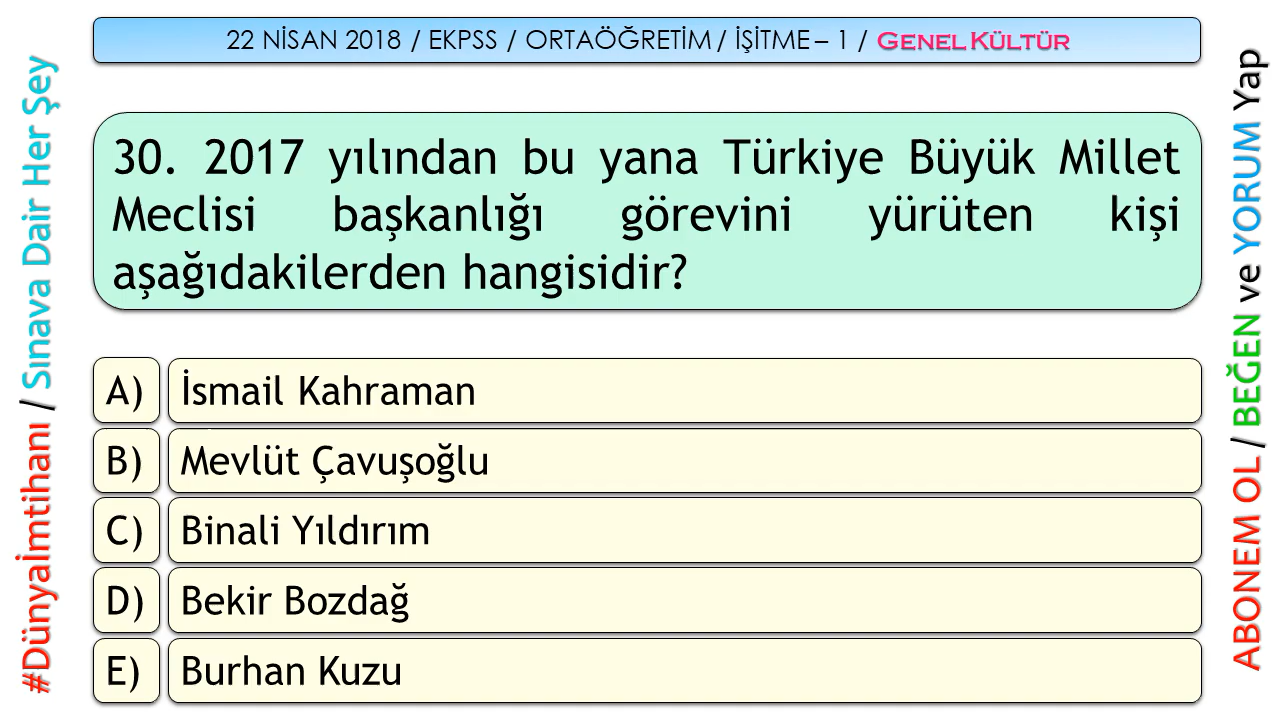 22 NİSAN 2018 / EKPSS / ORTAÖĞRETİM / İŞİTME – 1 / GENEL KÜLTÜR
#Dünyaİmtihanı / Sınava Dair Her Şey
30. 2017 yılından bu yana Türkiye Büyük Millet
Meclisi başkanlığı görevini yürüten kişi
aşağıdakilerden hangisidir?
A) İsmail Kahraman
B) Mevlüt Çavuşoğlu
C) Binali Yıldırım
D) Bekir Bozdağ
E) Burhan Kuzu
ABONEM OL / BEĞEN ve YORUM Yap